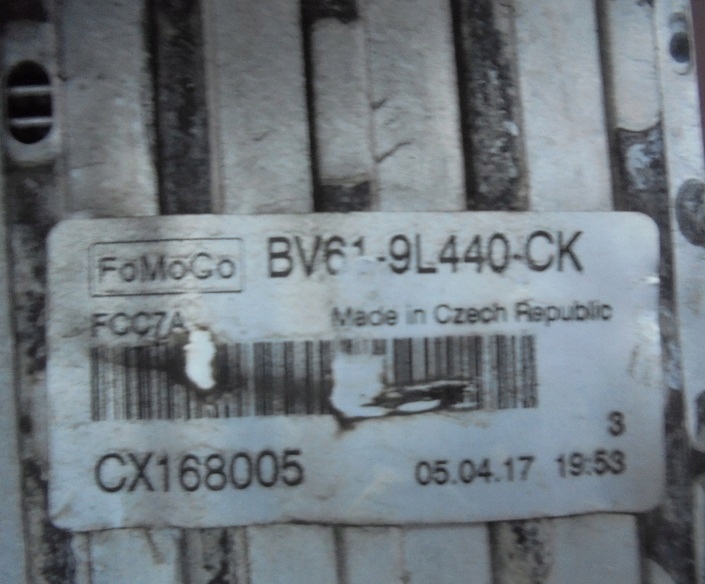 FoMoCo BV61-9L440-CK
FCC7A Made in Czech Republic
3
CX168005 05.04.17 19:53